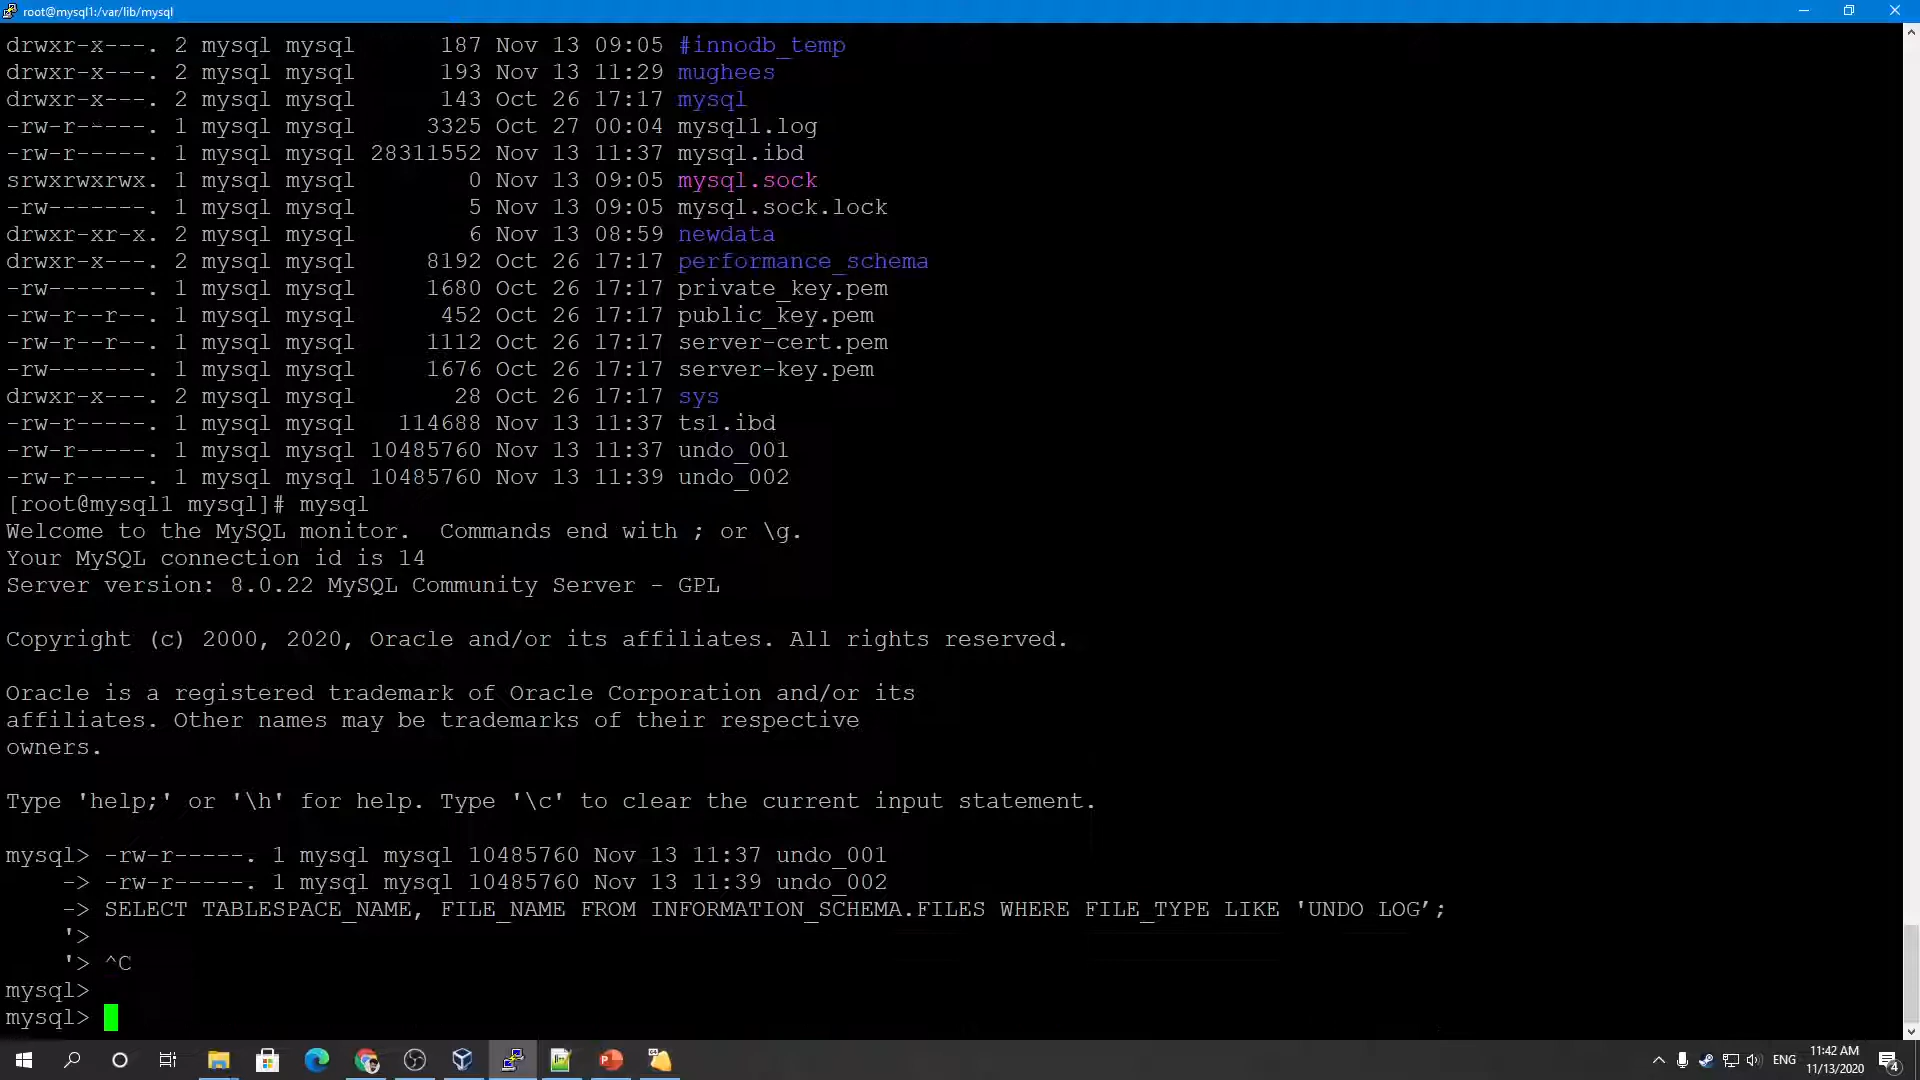 root@mysql1:/var/lib/mysql
drwxr-x---. 2 mysql mysql      187 Nov 13 09:05 #innodb_temp
drwxr-x---. 2 mysql mysql      193 Nov 13 11:29 mughees
drwxr-x---. 2 mysql mysql      143 Oct 26 17:17 mysql
-rw-r-----. 1 mysql mysql     3325 Oct 27 00:04 mysql1.log
-rw-r-----. 1 mysql mysql 28311552 Nov 13 11:37 mysql.ibd
srwxrwxrwx. 1 mysql mysql        0 Nov 13 09:05 mysql.sock
-rw-------. 1 mysql mysql        5 Nov 13 09:05 mysql.sock.lock
drwxr-xr-x. 2 mysql mysql        6 Nov 13 08:59 newdata
drwxr-x---. 2 mysql mysql     8192 Oct 26 17:17 performance_schema
-rw-------. 1 mysql mysql     1680 Oct 26 17:17 private_key.pem
-rw-r--r--. 1 mysql mysql      452 Oct 26 17:17 public_key.pem
-rw-r--r--. 1 mysql mysql     1112 Oct 26 17:17 server-cert.pem
-rw-------. 1 mysql mysql     1676 Oct 26 17:17 server-key.pem
drwxr-x---. 2 mysql mysql       28 Oct 26 17:17 sys
-rw-r-----. 1 mysql mysql   114688 Nov 13 11:37 ts1.ibd
-rw-r-----. 1 mysql mysql 10485760 Nov 13 11:37 undo_001
-rw-r-----. 1 mysql mysql 10485760 Nov 13 11:39 undo_002
[root@mysql1 mysql]# mysql
Welcome to the MySQL monitor.  Commands end with ; or \g.
Your MySQL connection id is 14
Server version: 8.0.22 MySQL Community Server - GPL
Copyright (c) 2000, 2020, Oracle and/or its affiliates. All rights reserved.
Oracle is a registered trademark of Oracle Corporation and/or its
affiliates. Other names may be trademarks of their respective
owners.
Type 'help;' or '\h' for help. Type '\c' to clear the current input statement.
mysql> -rw-r-----. 1 mysql mysql 10485760 Nov 13 11:37 undo_001
    -> -rw-r-----. 1 mysql mysql 10485760 Nov 13 11:39 undo_002
    -> SELECT TABLESPACE_NAME, FILE_NAME FROM INFORMATION_SCHEMA.FILES WHERE FILE_TYPE LIKE 'UNDO LOG’;
    '>
    '> ^C
mysql>
mysql>
ENG
11:42 AM
11/13/2020
4